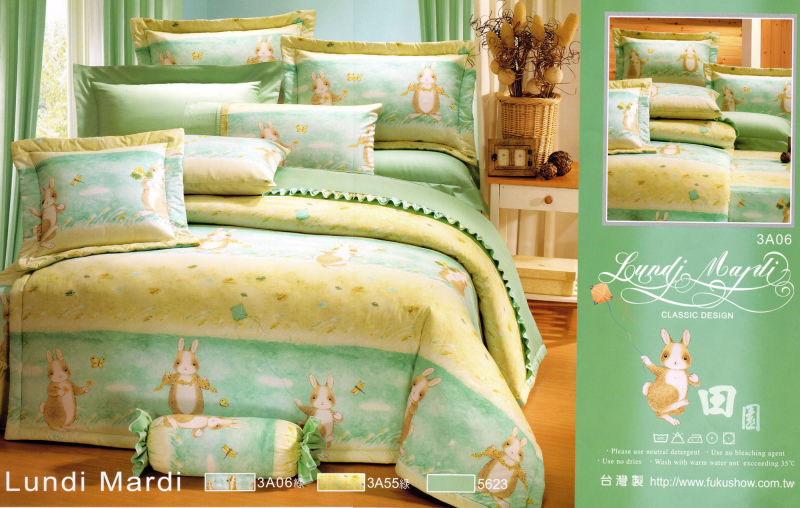 3A06
Lundi Mardi
CLASSIC DESIGN
田園
· Please use neutral detergent · Use no bleaching agent
· Use no dries · Wash with warm water not excceding 35℃
台灣製 http://www.fukushow.com.tw
Lundi Mardi 3A06綠 3A55綠 5623